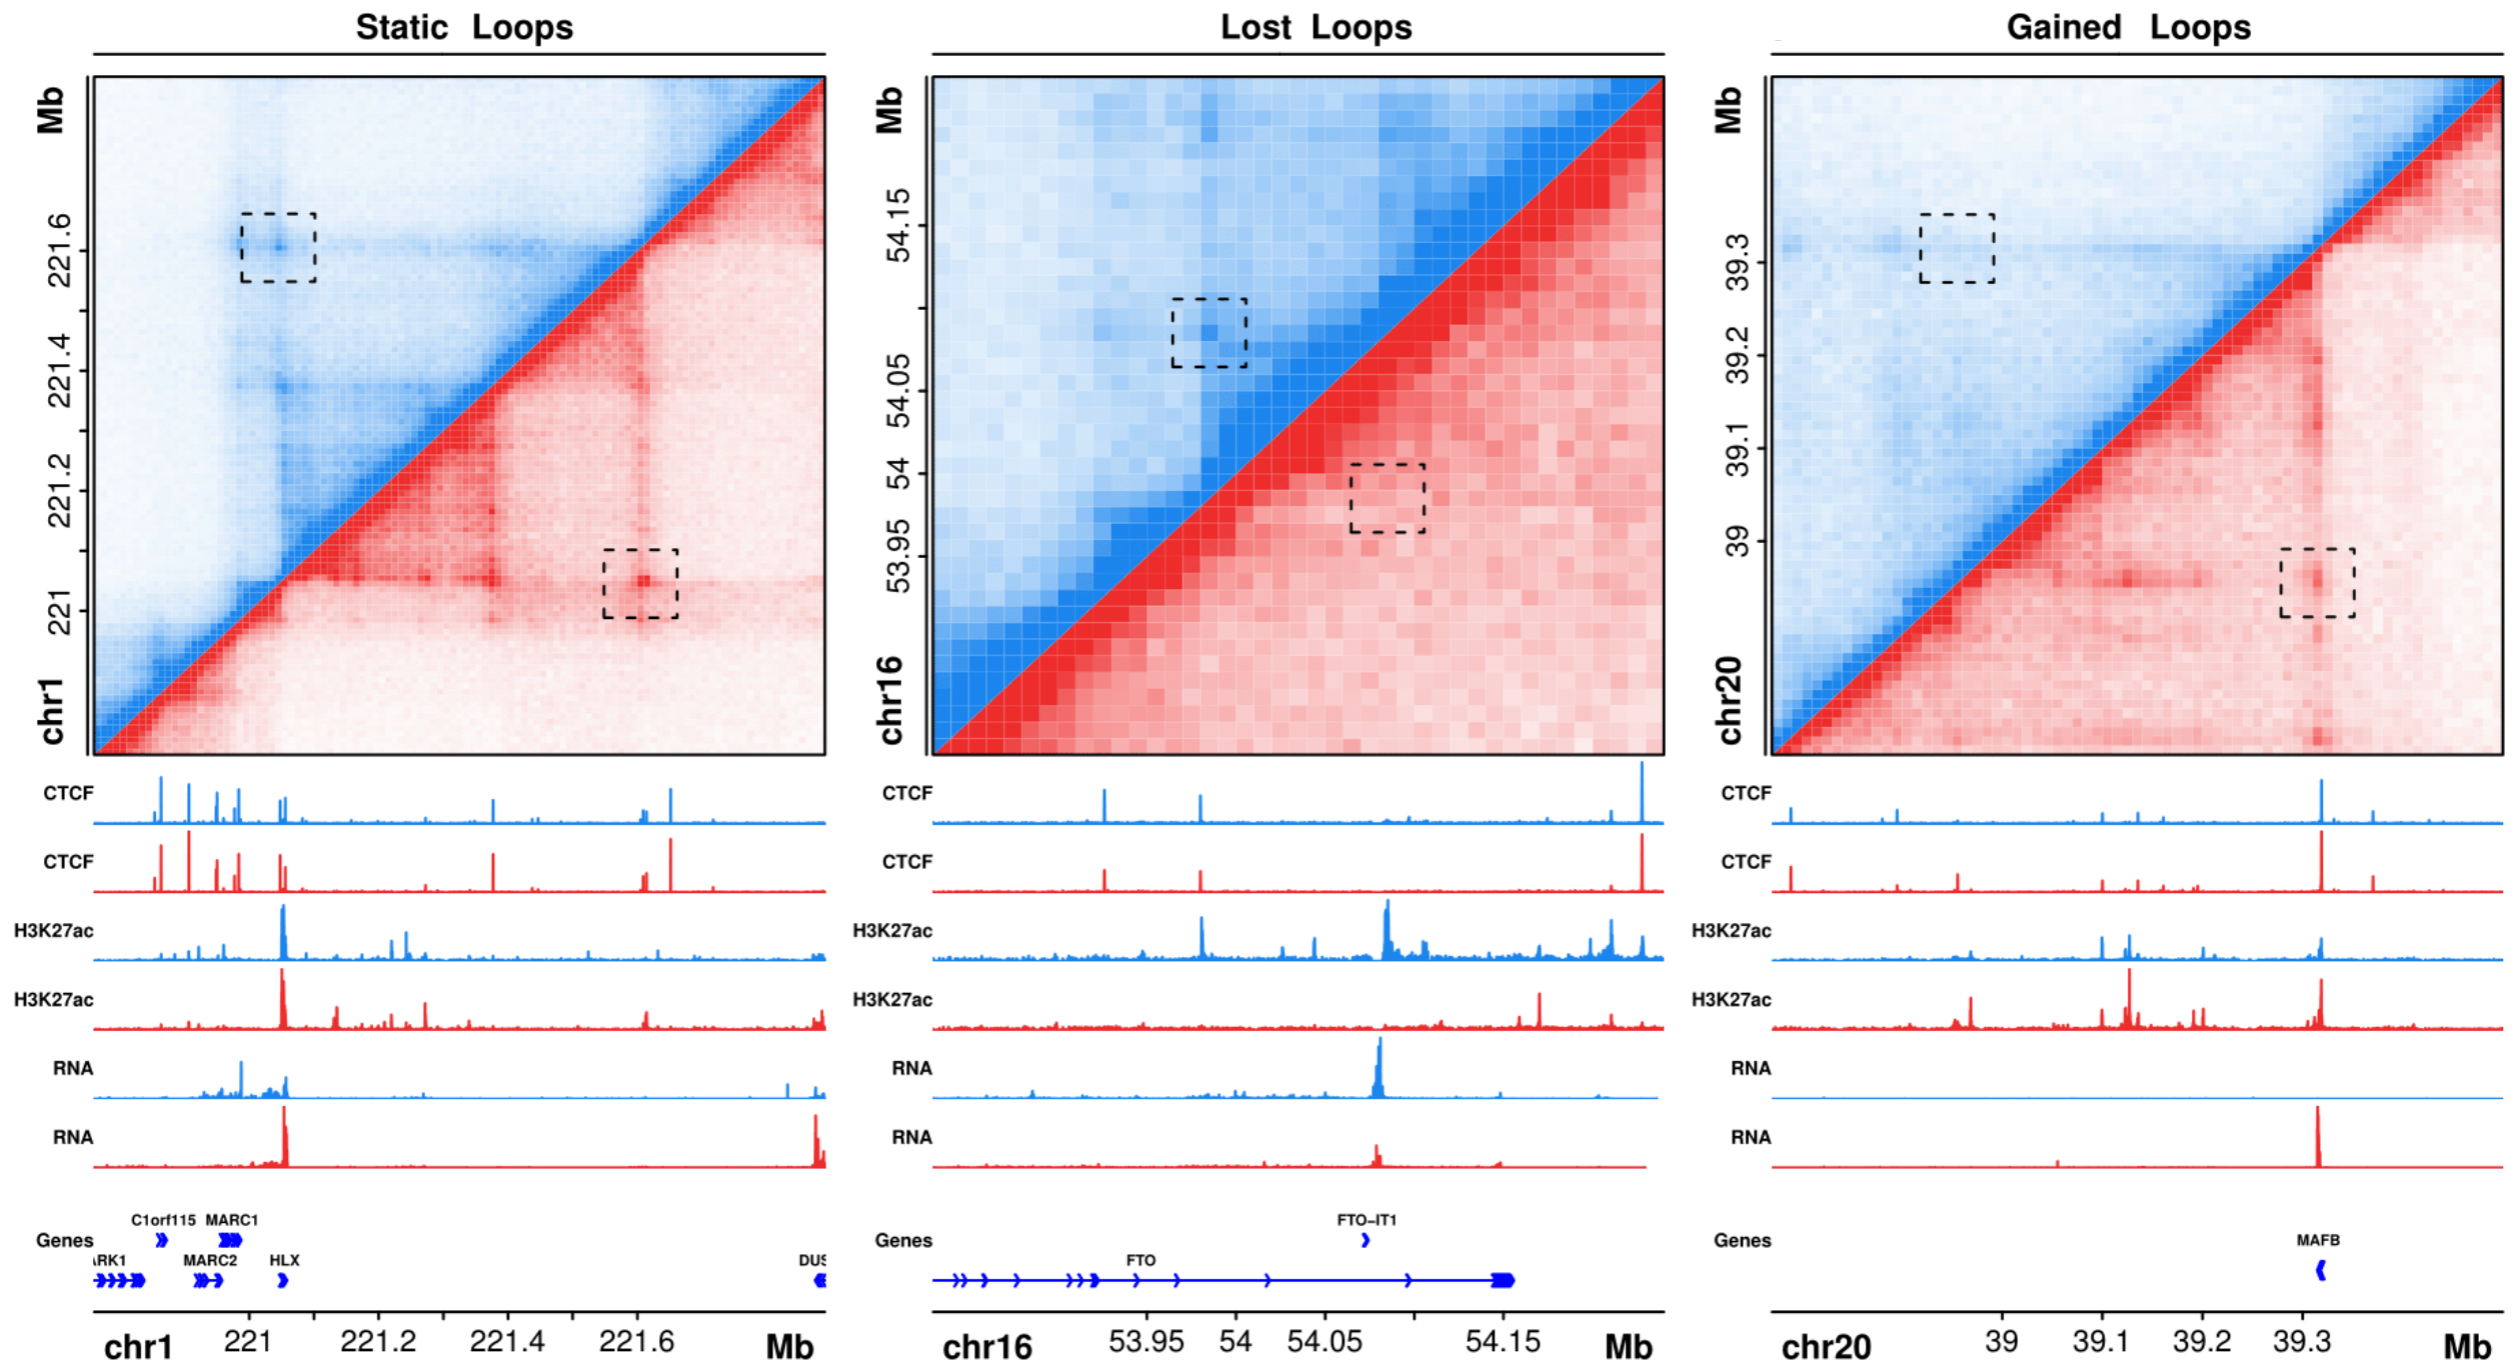 Static Loops
Lost Loops
Gained Loops
Mb
221.6
221.4
221.2
221
chr1
Mb
54.15
54.05
54
53.95
chr16
Mb
39.3
39.2
39.1
39
chr20
CTCF
CTCF
H3K27ac
H3K27ac
RNA
RNA
Genes
C1orf115 MARC1
ARK1 MARC2 HLX DUS
chr1 221 221.2 221.4 221.6 Mb
CTCF
CTCF
H3K27ac
H3K27ac
RNA
RNA
Genes
FTO-IT1
FTO
chr16 53.95 54 54.05 54.15 Mb
CTCF
CTCF
H3K27ac
H3K27ac
RNA
RNA
Genes
MAFB
chr20 39 39.1 39.2 39.3 Mb